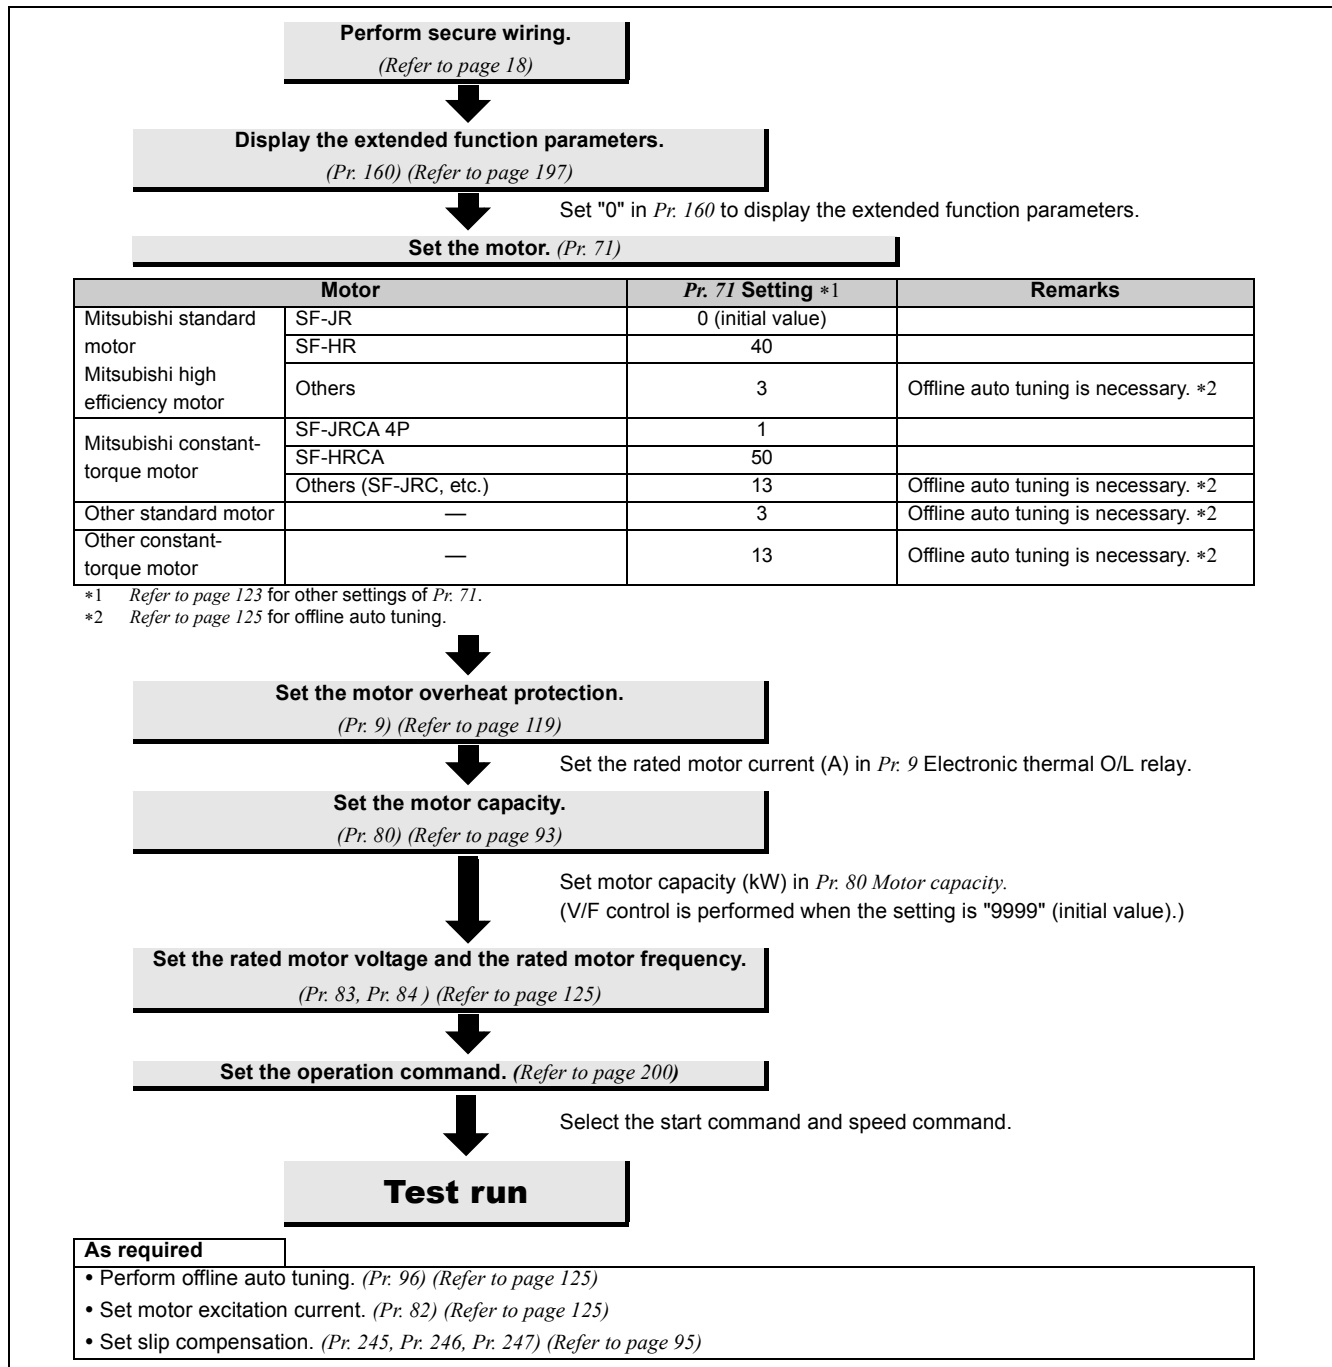 Perform secure wiring.
(Refer to page 18)
Display the extended function parameters.
(Pr. 160) (Refer to page 197)
Set "0" in Pr. 160 to display the extended function parameters.
Set the motor. (Pr. 71)
Motor Pr. 71 Setting *1 Remarks
Mitsubishi standard motor Mitsubishi high efficiency motor SF-JR 0 (initial value)
SF-HR 40
Others 3 Offline auto tuning is necessary. *2
Mitsubishi constant-torque motor SF-JRCA 4P 1
SF-HRCA 50
Others (SF-JRC, etc.) 13 Offline auto tuning is necessary. *2
Other standard motor — 3 Offline auto tuning is necessary. *2
Other constant-torque motor — 13 Offline auto tuning is necessary. *2
*1 Refer to page 123 for other settings of Pr. 71.
*2 Refer to page 125 for offline auto tuning.
Set the motor overheat protection.
(Pr. 9) (Refer to page 119)
Set the rated motor current (A) in Pr. 9 Electronic thermal O/L relay.
Set the motor capacity.
(Pr. 80) (Refer to page 93)
Set motor capacity (kW) in Pr. 80 Motor capacity.
(V/F control is performed when the setting is "9999" (initial value).)
Set the rated motor voltage and the rated motor frequency.
(Pr. 83, Pr. 84 ) (Refer to page 125)
Set the operation command. (Refer to page 200)
Select the start command and speed command.
Test run
As required
• Perform offline auto tuning. (Pr. 96) (Refer to page 125)
• Set motor excitation current. (Pr. 82) (Refer to page 125)
• Set slip compensation. (Pr. 245, Pr. 246, Pr. 247) (Refer to page 95)